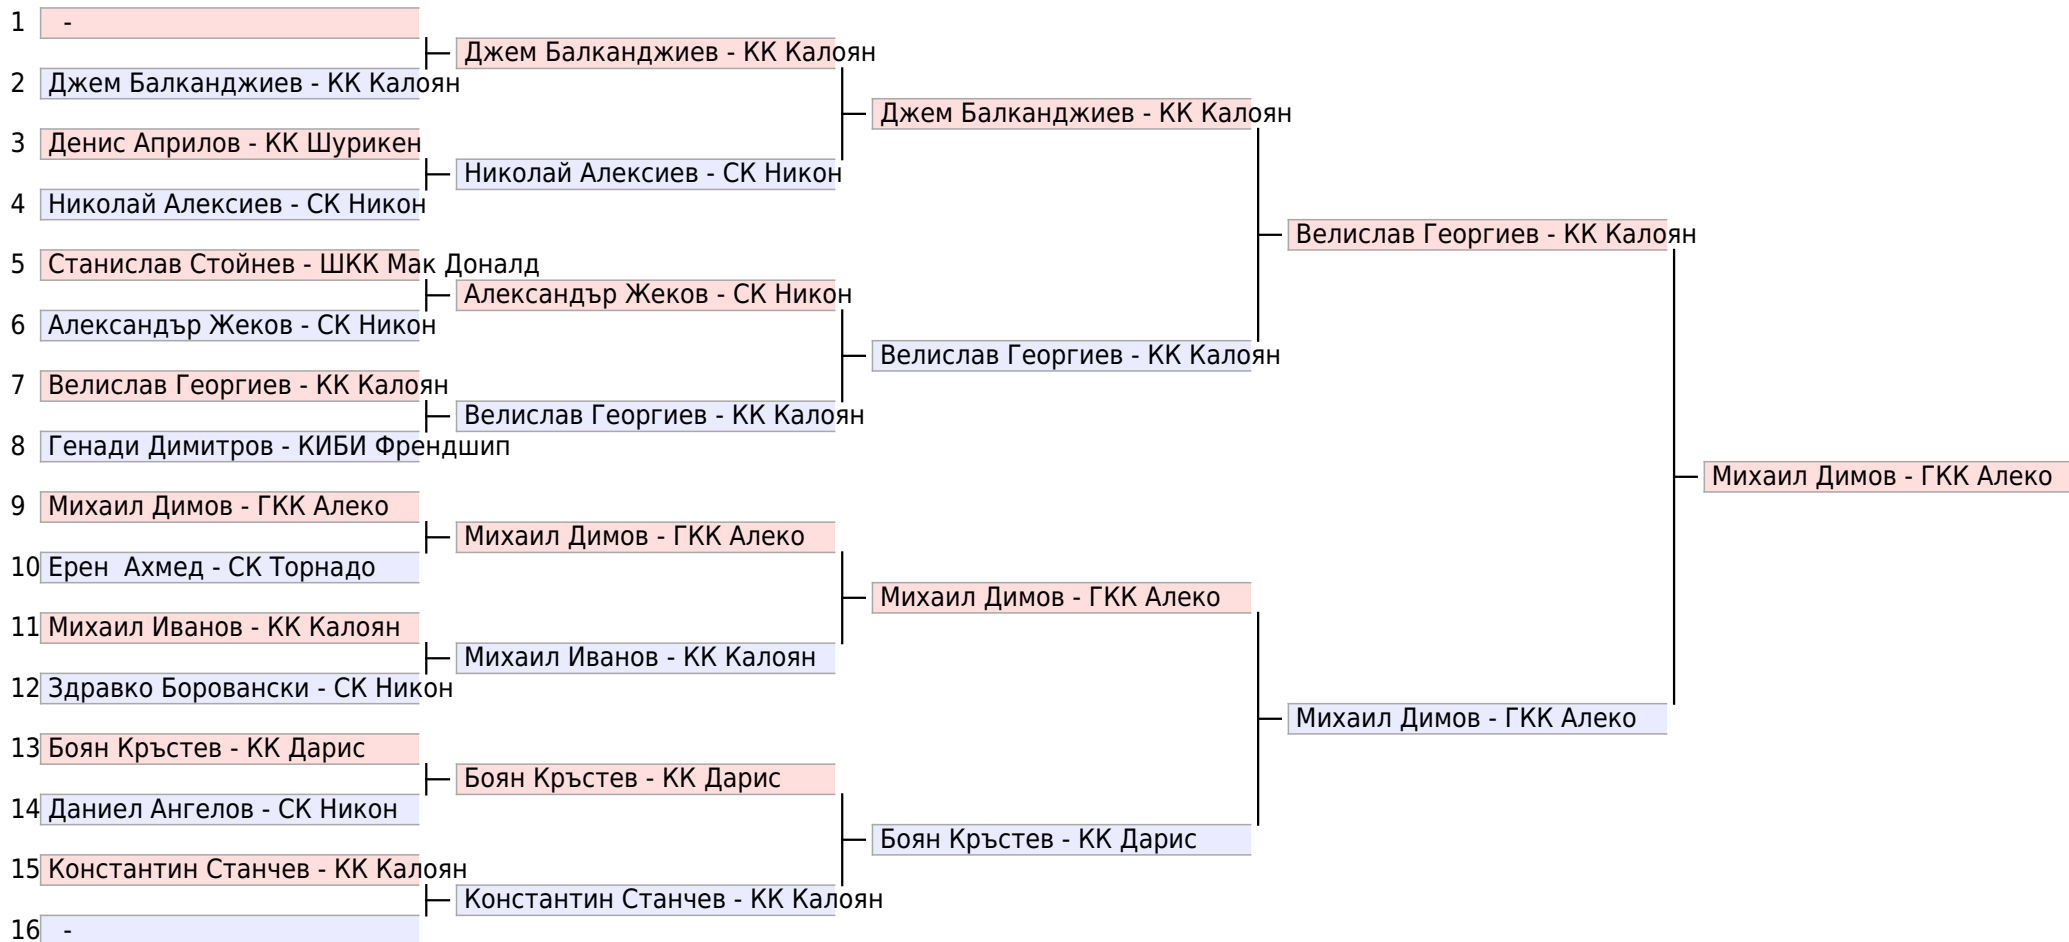 1 -
2 Джем Балканджиев - КК Калоян
3 Денис Априлов - КК Шурикен
4 Николай Алексиев - СК Никон
5 Станислав Стойнев - ШКК Мак Доналд
6 Александър Жеков - СК Никон
7 Велислав Георгиев - КК Калоян
8 Генади Димитров - КИБИ Френдшип
9 Михаил Димов - ГКК Алеко
10 Ерен  Ахмед - СК Торнадо
11 Михаил Иванов - КК Калоян
12 Здравко Боровански - СК Никон
13 Боян Кръстев - КК Дарис
14 Даниел Ангелов - СК Никон
15 Константин Станчев - КК Калоян
16 -
Джем Балканджиев - КК Калоян
Николай Алексиев - СК Никон
Александър Жеков - СК Никон
Велислав Георгиев - КК Калоян
Михаил Димов - ГКК Алеко
Михаил Иванов - КК Калоян
Боян Кръстев - КК Дарис
Константин Станчев - КК Калоян
Джем Балканджиев - КК Калоян
Велислав Георгиев - КК Калоян
Михаил Димов - ГКК Алеко
Боян Кръстев - КК Дарис
Велислав Георгиев - КК Калоян
Михаил Димов - ГКК Алеко
Михаил Димов - ГКК Алеко